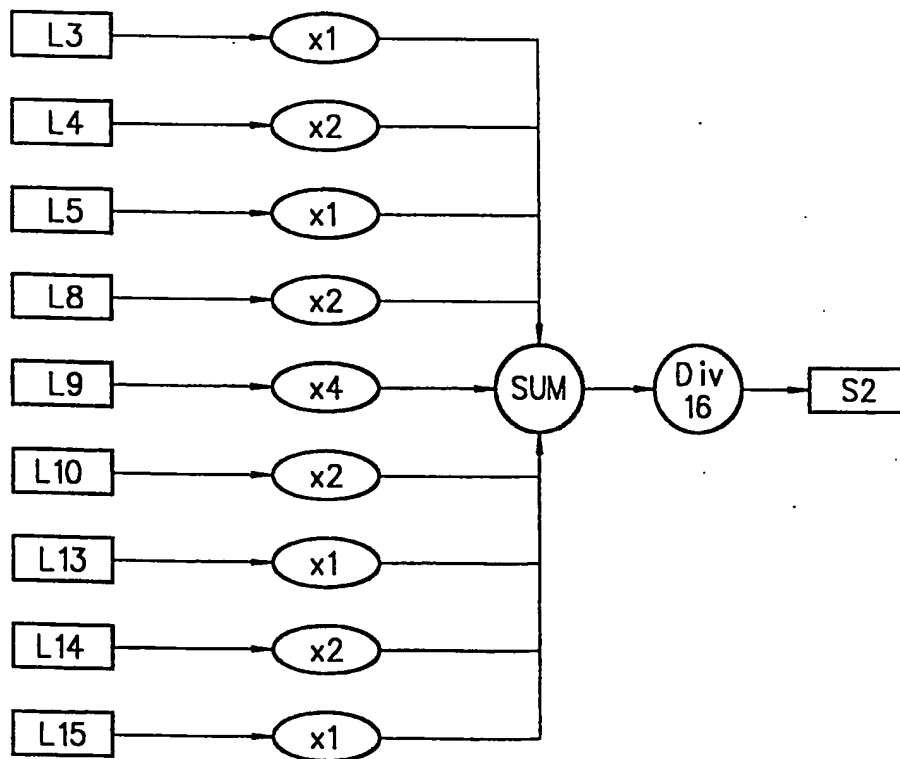 L3 x1
L4 x2
L5 x1
L8 x2
L9 x4 SUM Div 16 S2
L10 x2
L13 x1
L14 x2
L15 x1